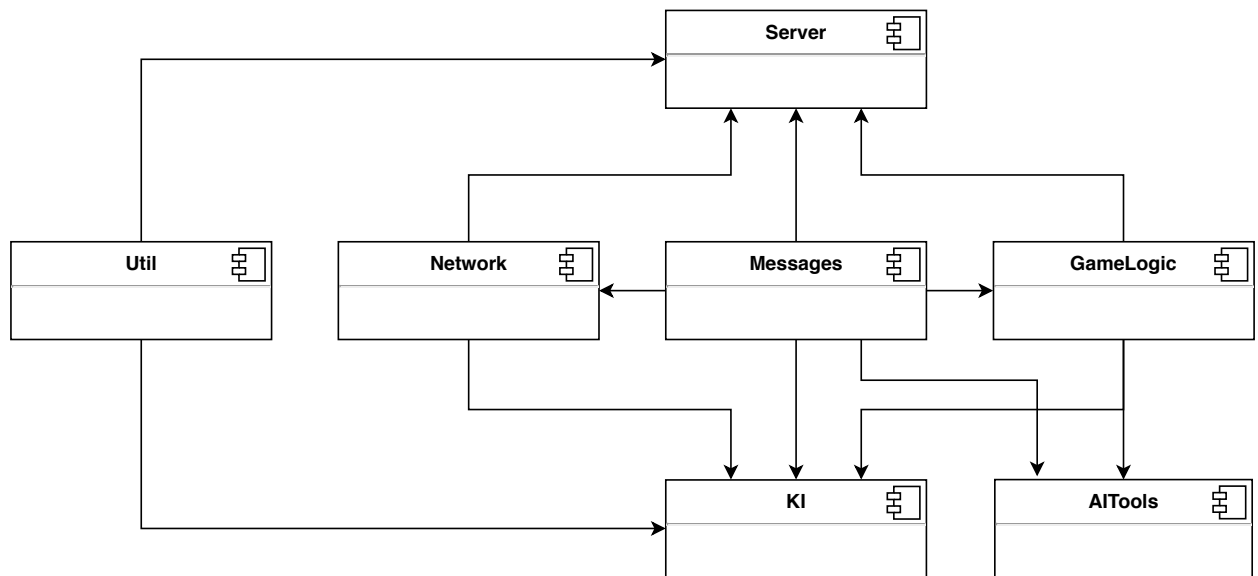 Server
Util
Network
Messages
GameLogic
KI
AITools